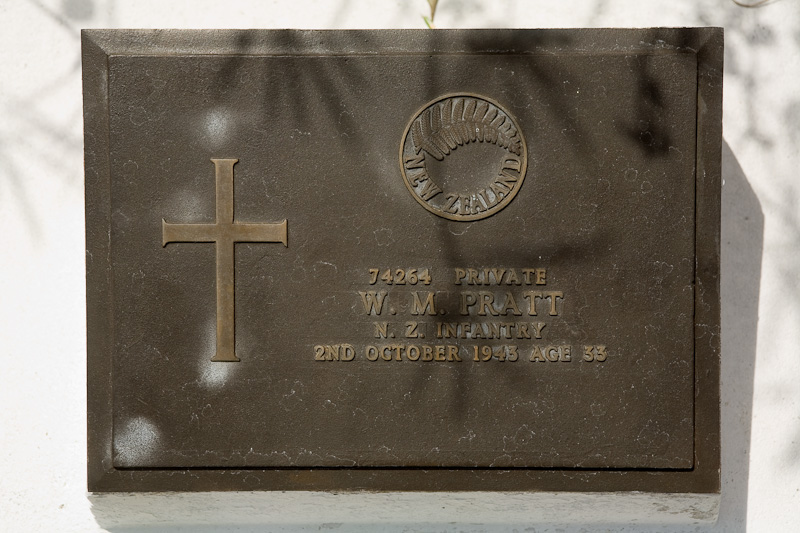 NEW ZEALAND
74264 PRIVATE
W. M. PRATT
N. Z. INFANTRY
2ND OCTOBER 1943 AGE 33